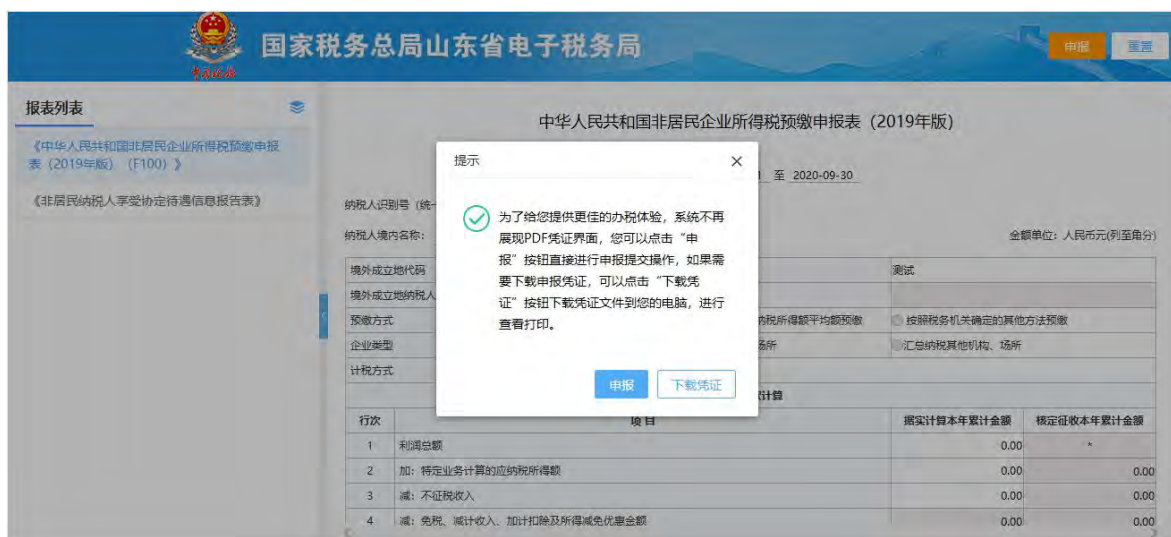 国家税务总局山东省电子税务局
申报
重置
报表列表
《中华人民共和国非居民企业所得税预缴申报
表（2019年版）（F100）》
《非居民纳税人享受协定待遇信息报告表》
中华人民共和国非居民企业所得税预缴申报表（2019年版）
至 2020-09-30
纳税人识别号（统一
纳税人境内名称：
金额单位：人民币元(列至角分)
提示
为了给您提供更佳的办税体验，系统不再
展现PDF凭证界面，您可以点击“申
报”按钮直接进行申报提交操作，如果需
要下载申报凭证，可以点击“下载凭
证”按钮下载凭证文件到您的电脑，进行
查看打印。
申报
下载凭证
境外成立地代码
测试
境外成立地纳税人
预缴方式
纳税所得额平均额预缴
按照税务机关确定的其他方法预缴
企业类型
场所
汇总纳税其他机构、场所
计税方式
计算
行次
项目
据实计算本年累计金额
核定征收本年累计金额
1 利润总额 0.00 *
2 加：特定业务计算的应纳税所得额 0.00 0.00
3 减：不征税收入 0.00 0.00
4 减：免税、减计收入、加计扣除及所得减免优惠金额 0.00 0.00